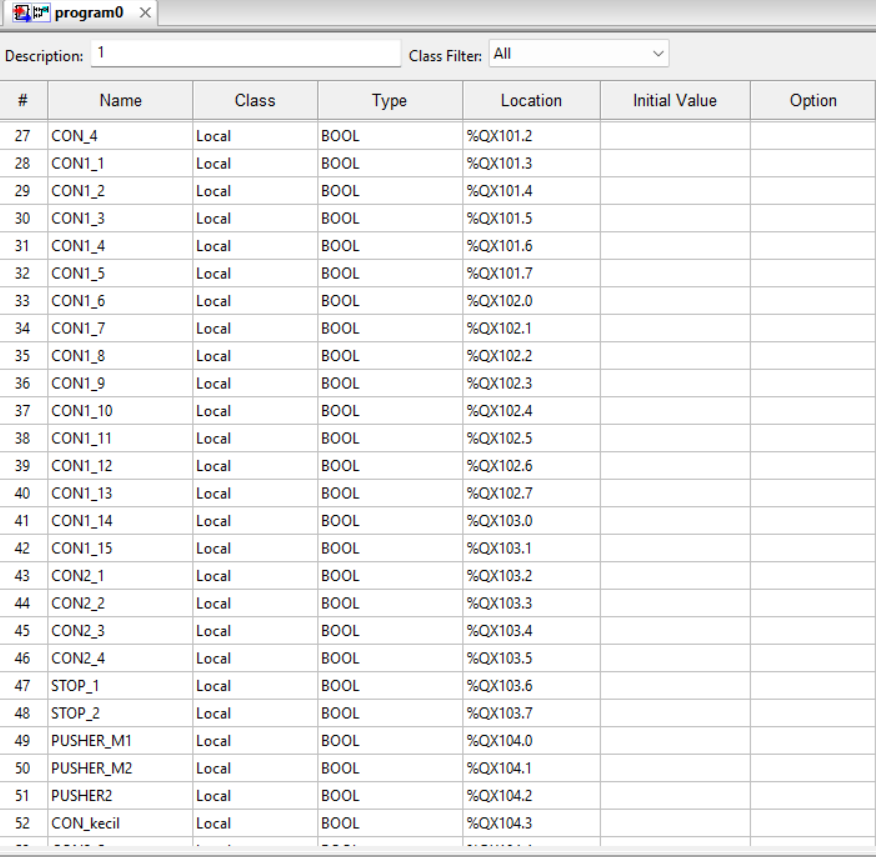 program0
Description: 1 Class Filter: All
# Name Class Type Location Initial Value Option
27 CON_4 Local BOOL %QX101.2
28 CON1_1 Local BOOL %QX101.3
29 CON1_2 Local BOOL %QX101.4
30 CON1_3 Local BOOL %QX101.5
31 CON1_4 Local BOOL %QX101.6
32 CON1_5 Local BOOL %QX101.7
33 CON1_6 Local BOOL %QX102.0
34 CON1_7 Local BOOL %QX102.1
35 CON1_8 Local BOOL %QX102.2
36 CON1_9 Local BOOL %QX102.3
37 CON1_10 Local BOOL %QX102.4
38 CON1_11 Local BOOL %QX102.5
39 CON1_12 Local BOOL %QX102.6
40 CON1_13 Local BOOL %QX102.7
41 CON1_14 Local BOOL %QX103.0
42 CON1_15 Local BOOL %QX103.1
43 CON2_1 Local BOOL %QX103.2
44 CON2_2 Local BOOL %QX103.3
45 CON2_3 Local BOOL %QX103.4
46 CON2_4 Local BOOL %QX103.5
47 STOP_1 Local BOOL %QX103.6
48 STOP_2 Local BOOL %QX103.7
49 PUSHER_M1 Local BOOL %QX104.0
50 PUSHER_M2 Local BOOL %QX104.1
51 PUSHER2 Local BOOL %QX104.2
52 CON_kecil Local BOOL %QX104.3